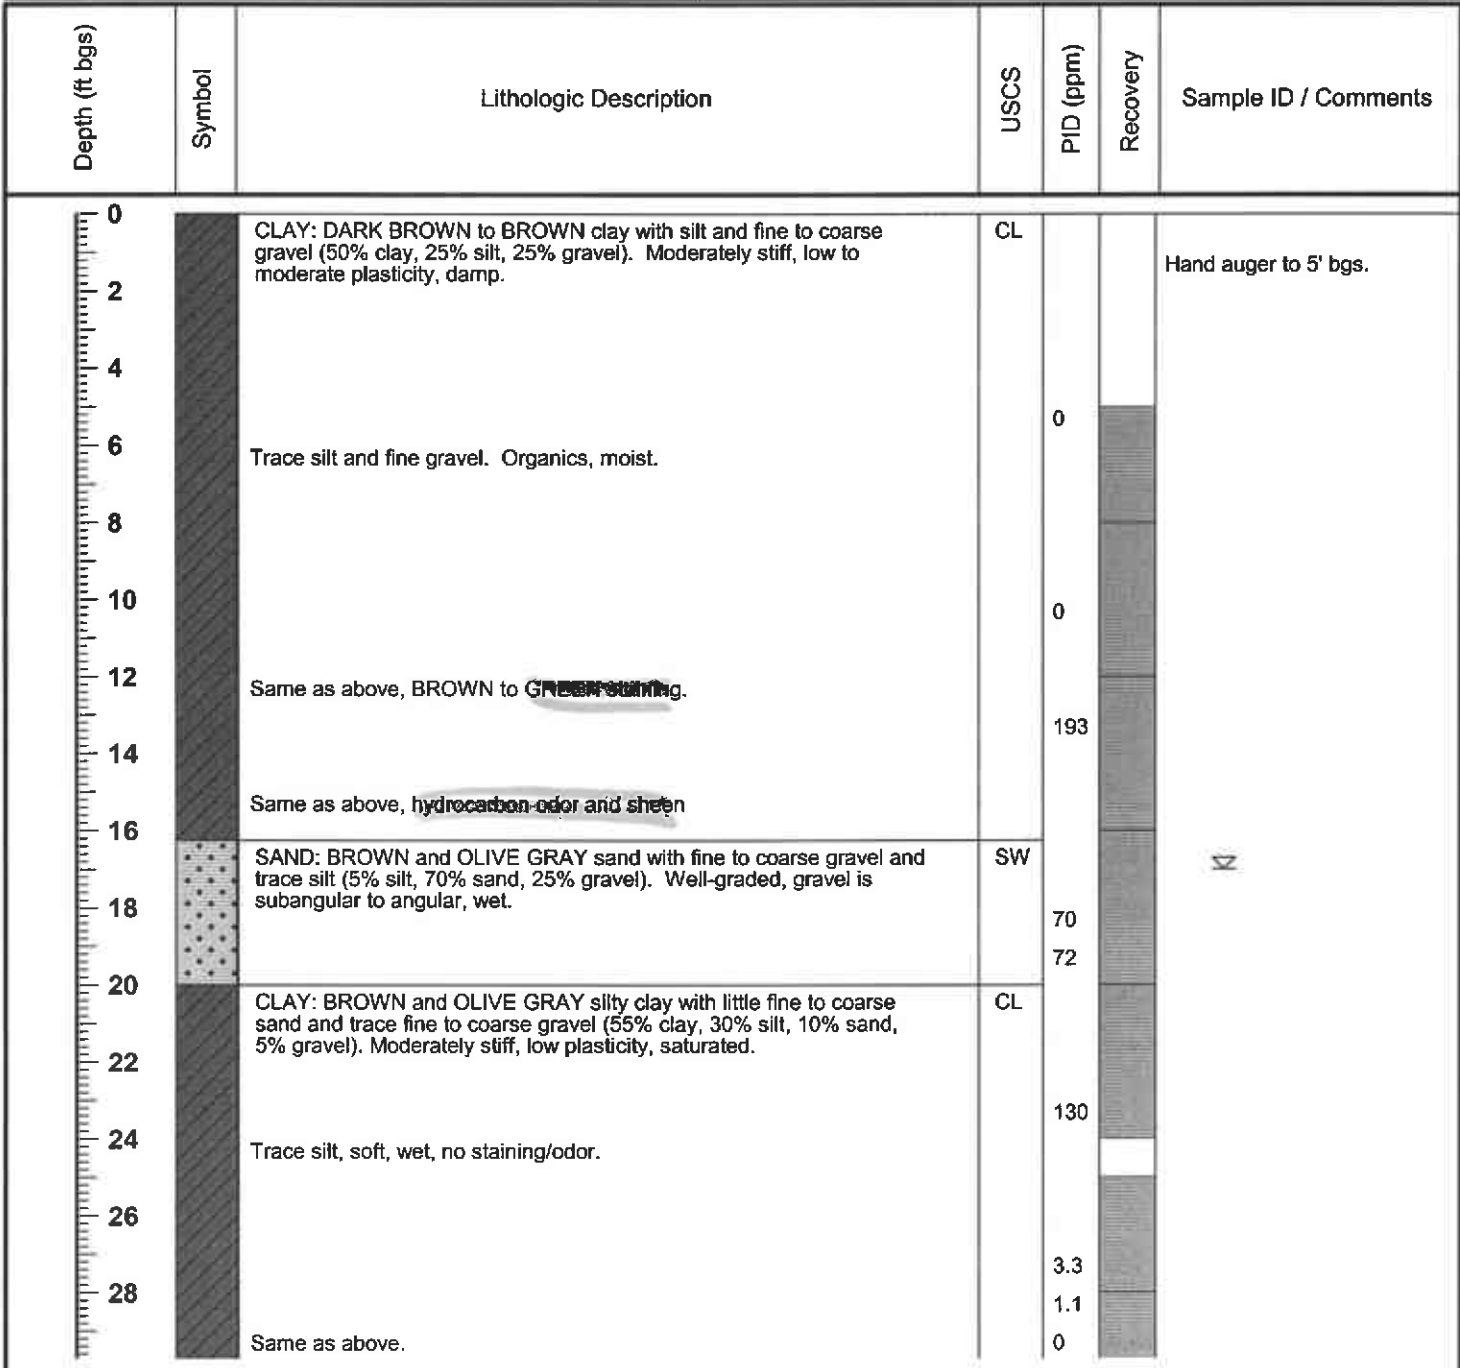 Depth (ft bgs)
Symbol
Lithologic Description
USCS
PID (ppm)
Recovery
Sample ID / Comments
0
CLAY: DARK BROWN to BROWN clay with silt and fine to coarse
gravel (50% clay, 25% silt, 25% gravel). Moderately stiff, low to
moderate plasticity, damp.
CL
Hand auger to 5' bgs.
2
4
0
6
Trace silt and fine gravel. Organics, moist.
8
10
0
12
Same as above, BROWN to GREEN staining.
193
14
Same as above, hydrocarbon odor and sheen
16
SAND: BROWN and OLIVE GRAY sand with fine to coarse gravel and
trace silt (5% silt, 70% sand, 25% gravel). Well-graded, gravel is
subangular to angular, wet.
SW
18
70
72
20
CLAY: BROWN and OLIVE GRAY silty clay with little fine to coarse
sand and trace fine to coarse gravel (55% clay, 30% silt, 10% sand,
5% gravel). Moderately stiff, low plasticity, saturated.
CL
22
130
24
Trace silt, soft, wet, no staining/odor.
26
3.3
28
1.1
Same as above.
0